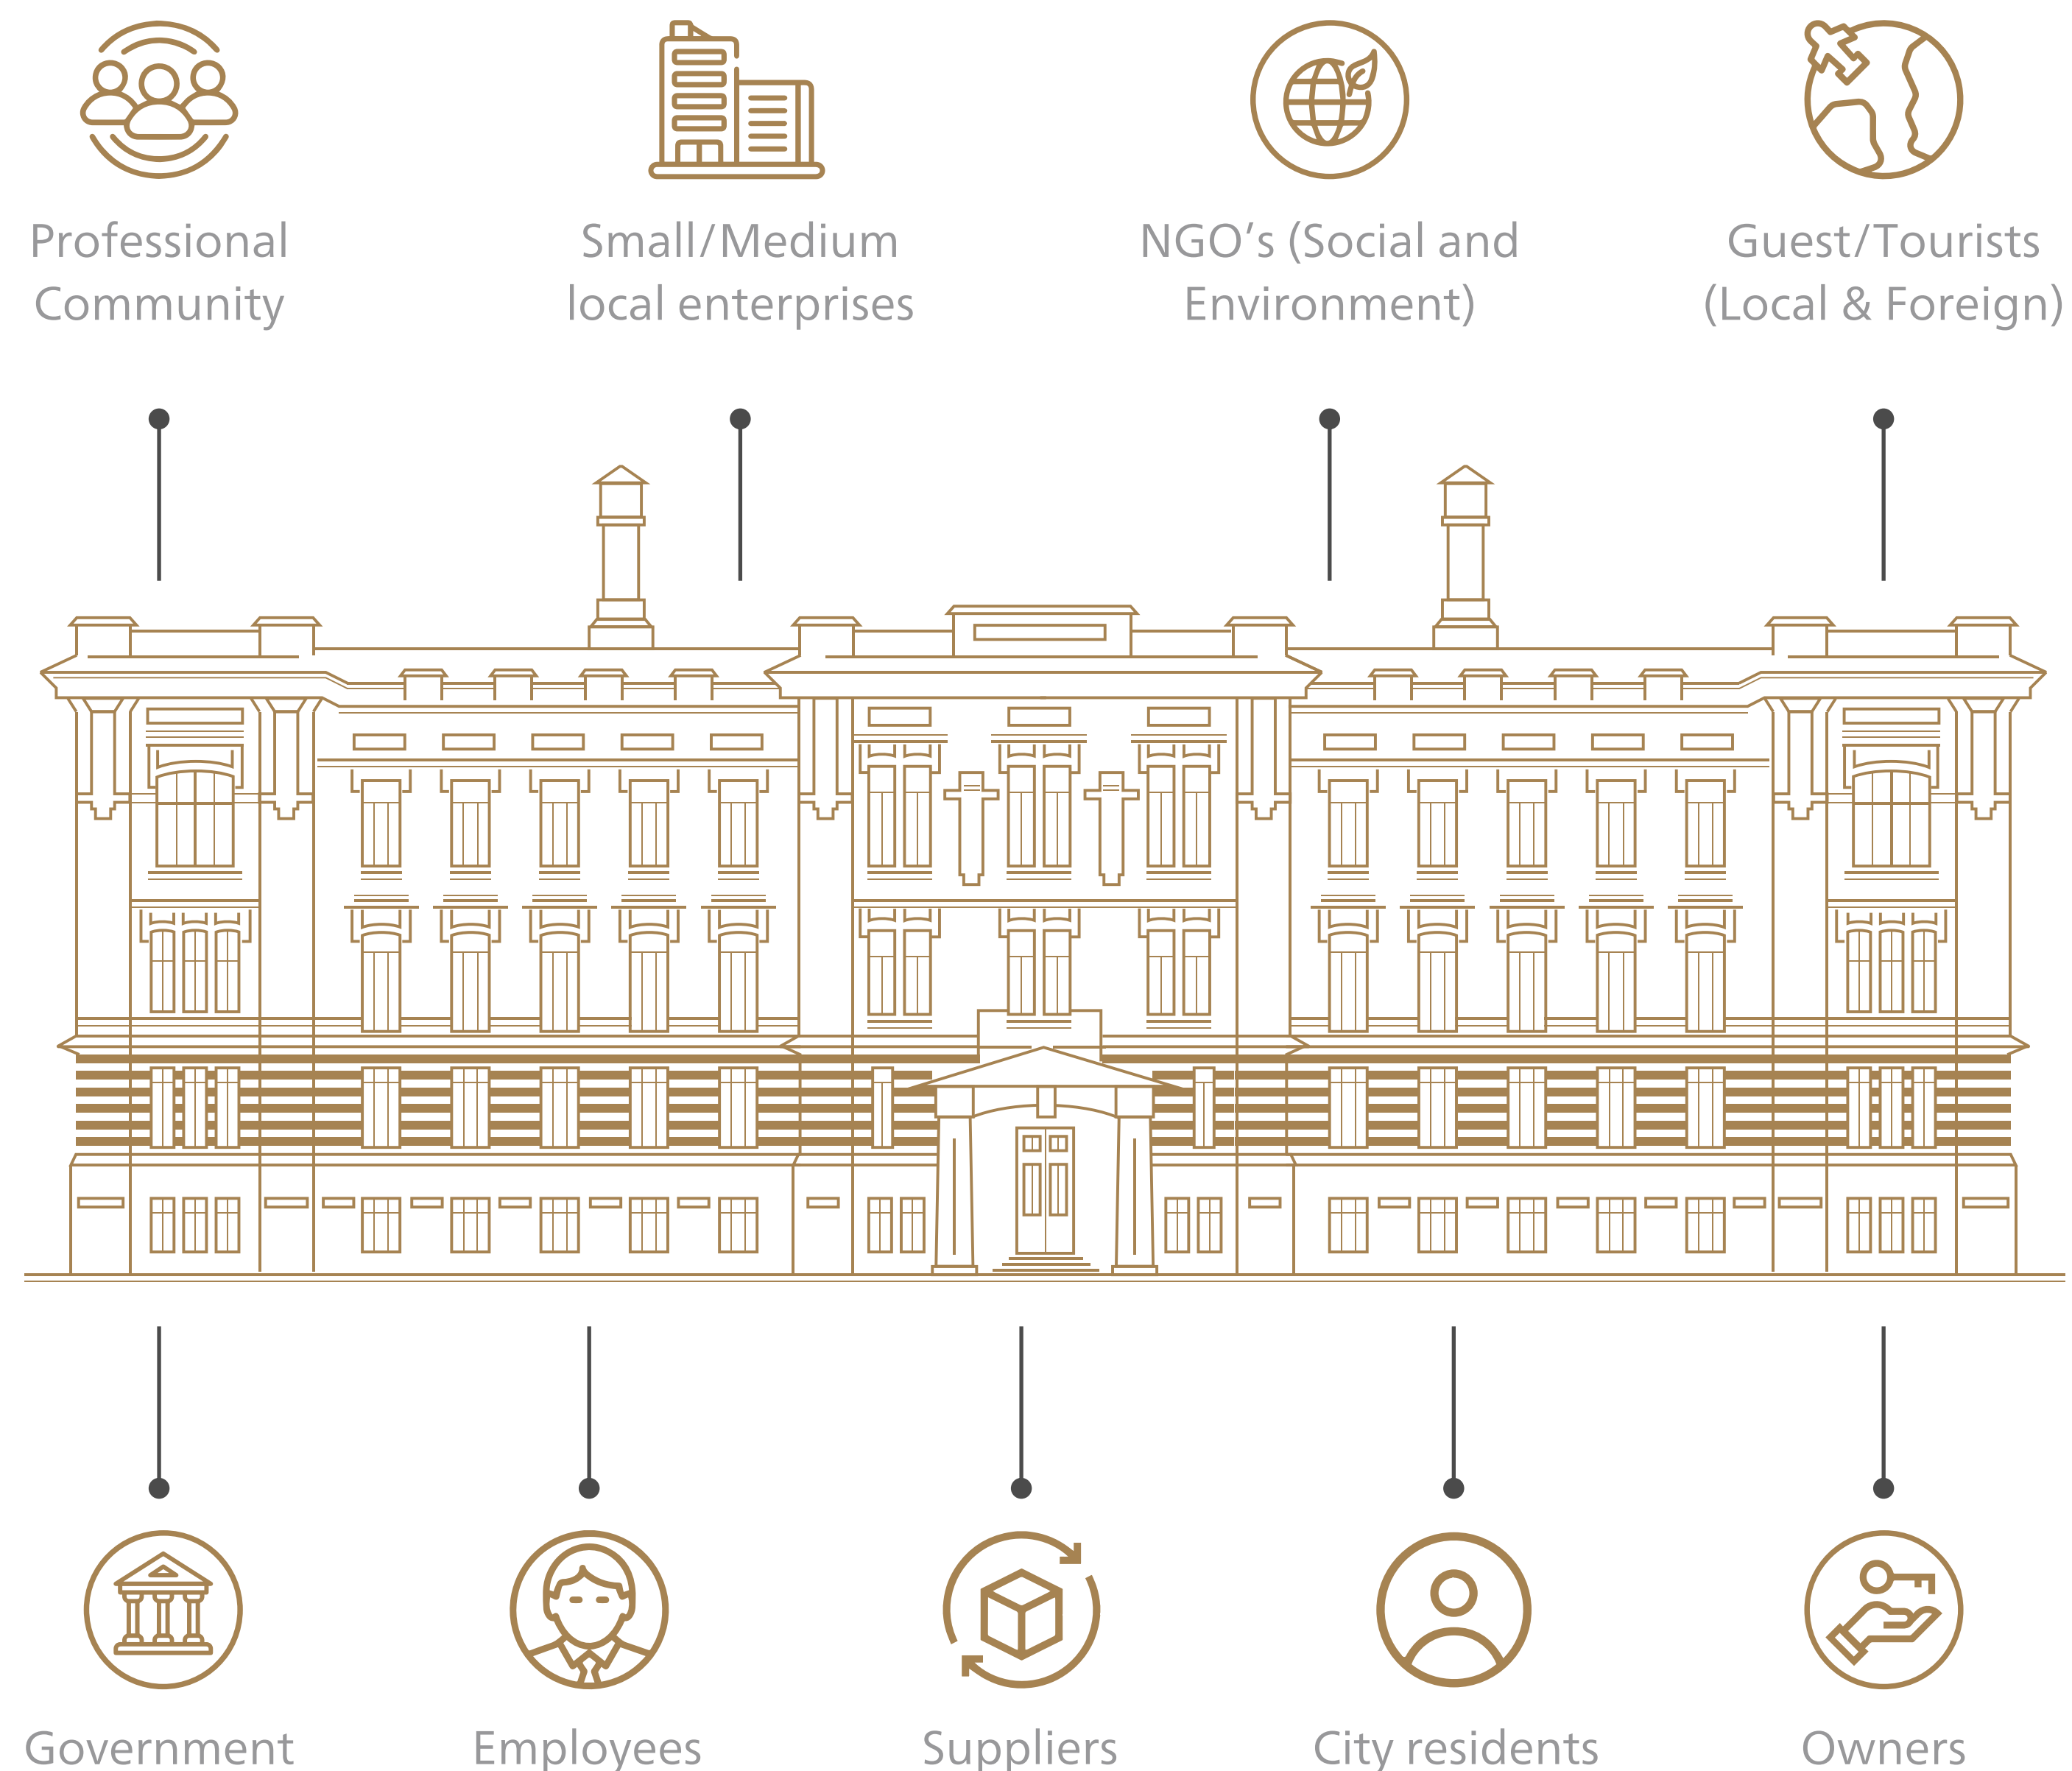 Professional
Community
Small/Medium
local enterprises
NGO’s (Social and
Environment)
Guest/Tourists
(Local & Foreign)
Government
Employees
Suppliers
City residents
Owners